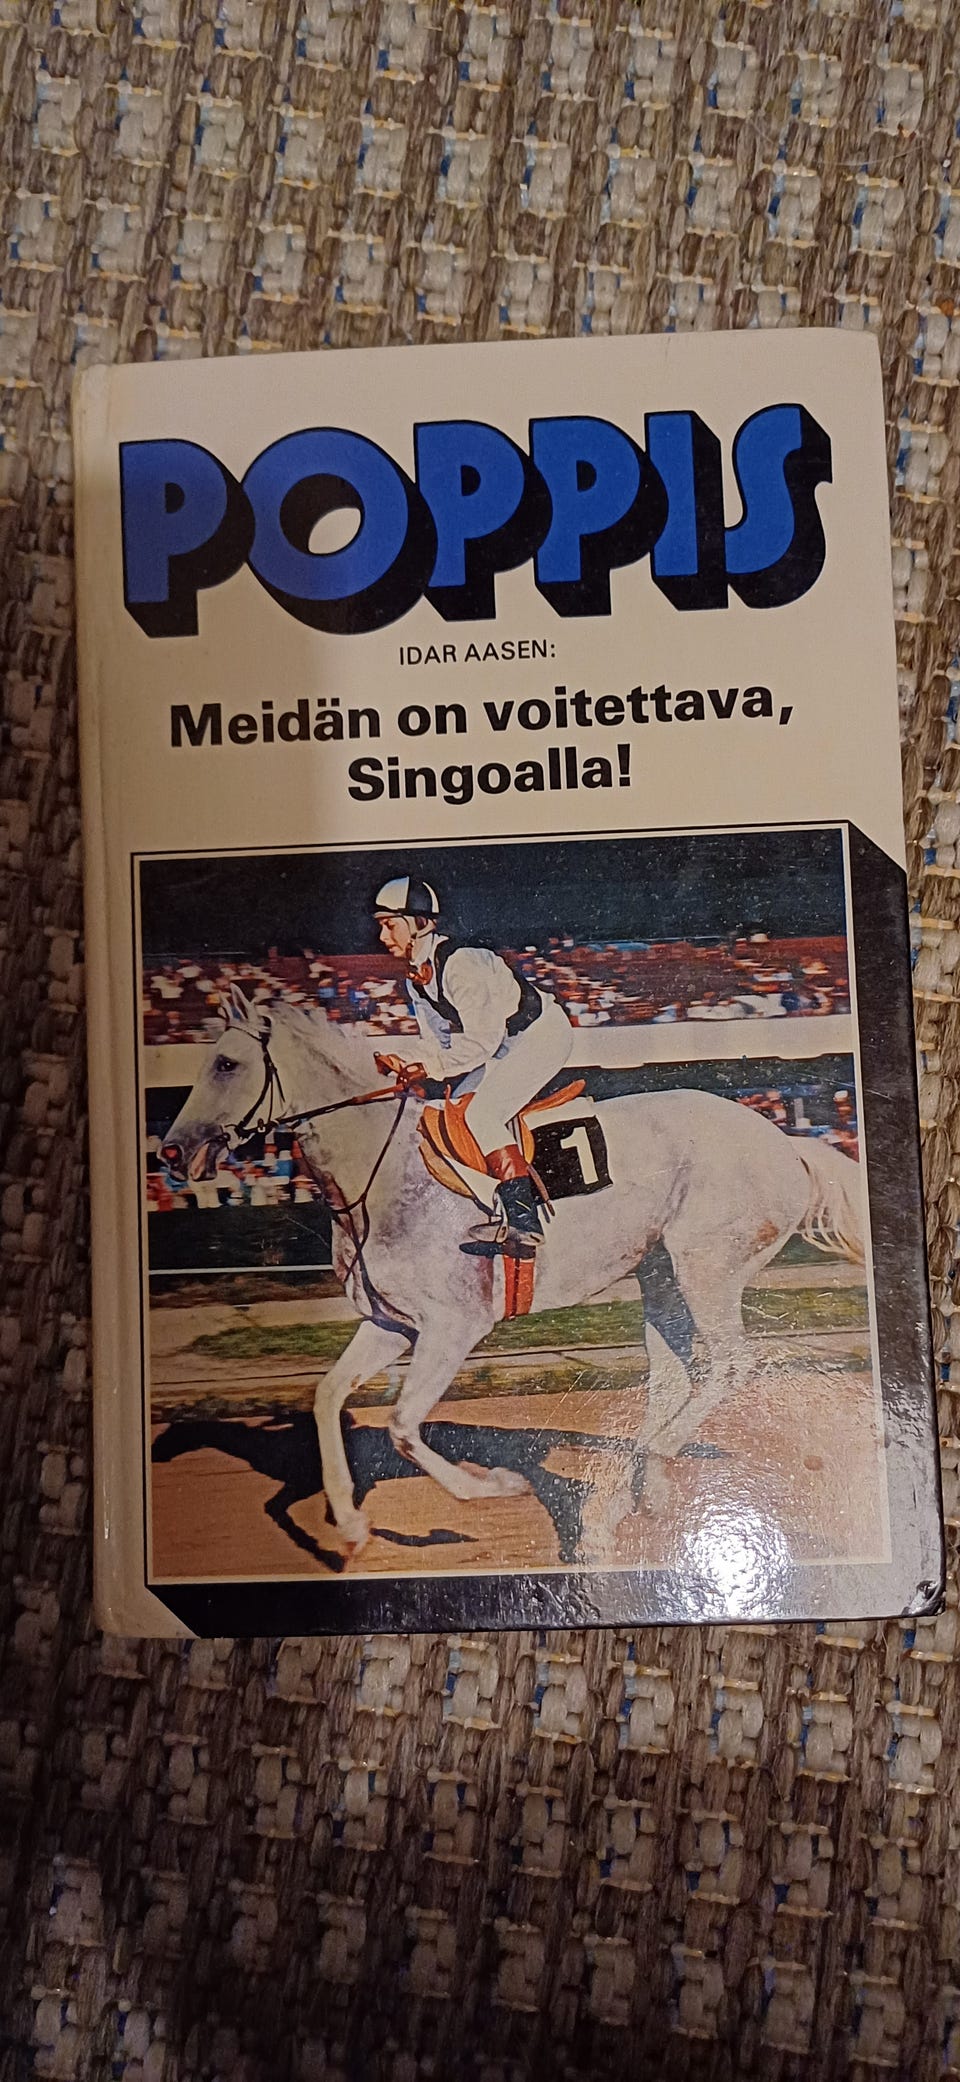 POPPIS
IDAR AASEN:
Meidän on voitettava,
Singoalla!
1